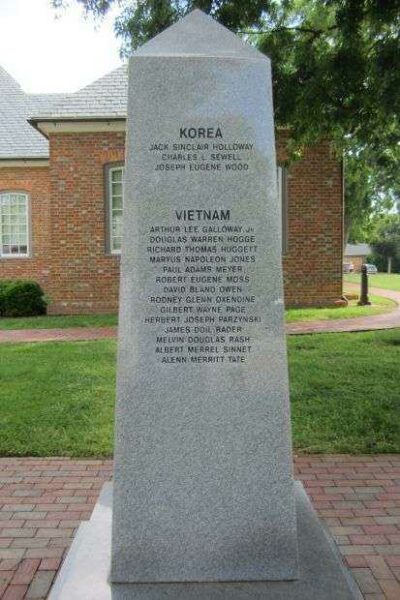 KOREA
JACK SINCLAIR HOLLOWAY
CHARLES L SEWELL
JOSEPH EUGENE WOOD
VIETNAM
ARTHUR LEE GALLOWAY Jr
DOUGLAS WARREN HOGGE
RICHARD THOMAS HUGGETT
MARYUS NAPOLEON JONES
PAUL ADAMS MEYER
ROBERT EUGENE MOSS
DAVID BLAND OWEN
RODNEY GLENN OXENDINE
GILBERT WAYNE PAGE
HERBERT JOSEPH PARZYNSKI
JAMES DOIL RADER
MELVIN DOUGLAS RASH
ALBERT MERREL SINNET
ALENN MERRITT TATE